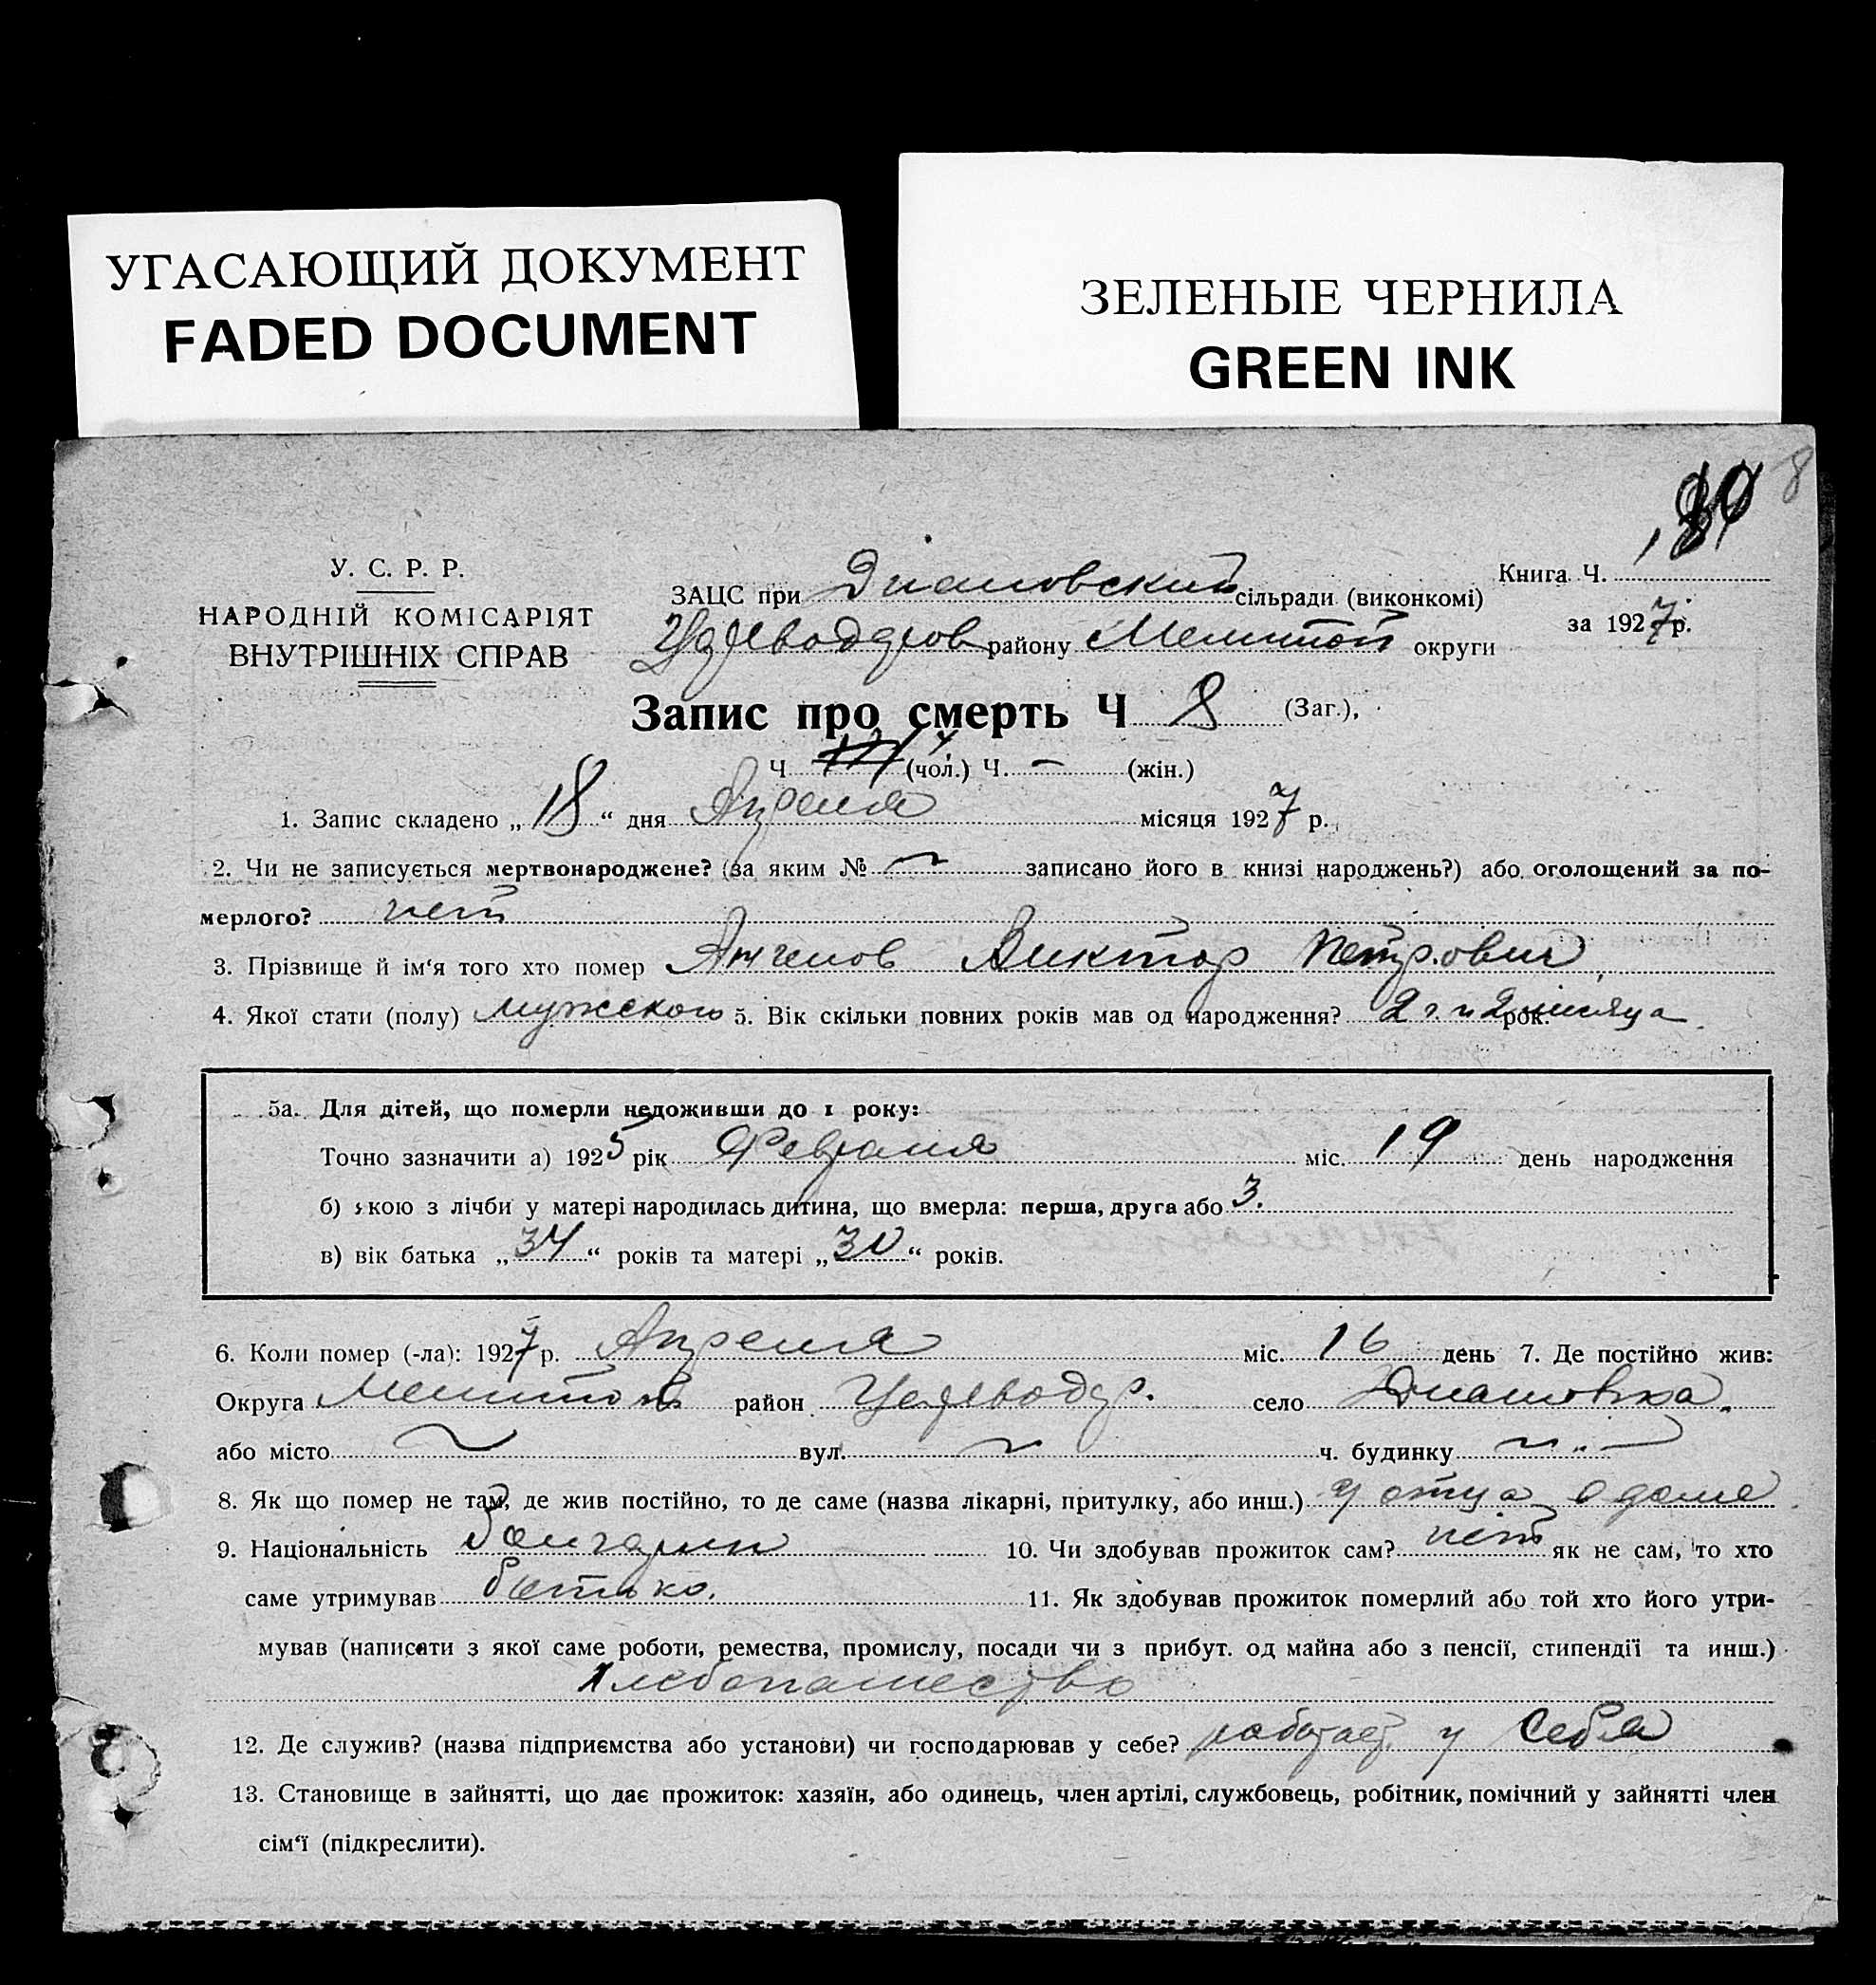 УГАСАЮЩИЙ ДОКУМЕНТ
FADED DOCUMENT
ЗЕЛЕНЫЕ ЧЕРНИЛА
GREEN INK
8
У. С. Р. Р.
НАРОДНІЙ КОМІСАРІЯТ
ВНУТРІШНІХ СПРАВ
ЗАЦС при Диановский сільради (виконкомі)
району Мелитоп округи
Книга Ч.
за 1927 р.
Запис про смерть Ч 8 (Заг.),
Ч (чол.) Ч. — (жін.)
1. Запис складено „18“ дня Апреля місяця 1927 р.
2. Чи не записується мертвонароджене? (за яким № — записано його в книзі народжень?) або оголощений за по-
мерлого? нет
3. Прізвище й ім‘я того хто помер Ангелов Виктор Петрович
4. Якої стати (полу) мужского 5. Вік скільки повних років мав од народження? 2 г. и 2 месяца рок.
5а. Для дітей, що померли недоживши до 1 року:
Точно зазначити а) 1925 рік Февраля міс. 19 день народження
б) якою з лічби у матері народилась дитина, що вмерла: перша, друга або 3.
в) вік батька „34“ років та матері „30“ років.
6. Коли помер (-ла): 1927 р. Апреля міс. 16 день 7. Де постійно жив:
Округа Мелитоп район Цареводар. село Диановка
або місто — вул. — ч. будинку —
8. Як що помер не там, де жив постійно, то де саме (назва лікарні, притулку, або инш.) у отца в доме
9. Національність Болгарин 10. Чи здобував прожиток сам? нет як не сам, то хто
саме утримував батько. 11. Як здобував прожиток померлий або той хто його утри-
мував (написати з якої саме роботи, ремества, промислу, посади чи з прибут. од майна або з пенсії, стипендії та инш.)
Хлебопашество
12. Де служив? (назва підприємства або установи) чи господарював у себе? работает у себя
13. Становище в зайнятті, що дає прожиток: хазяїн, або одинець, член артілі, службовець, робітник, помічний у зайнятті член
сім‘ї (підкреслити).